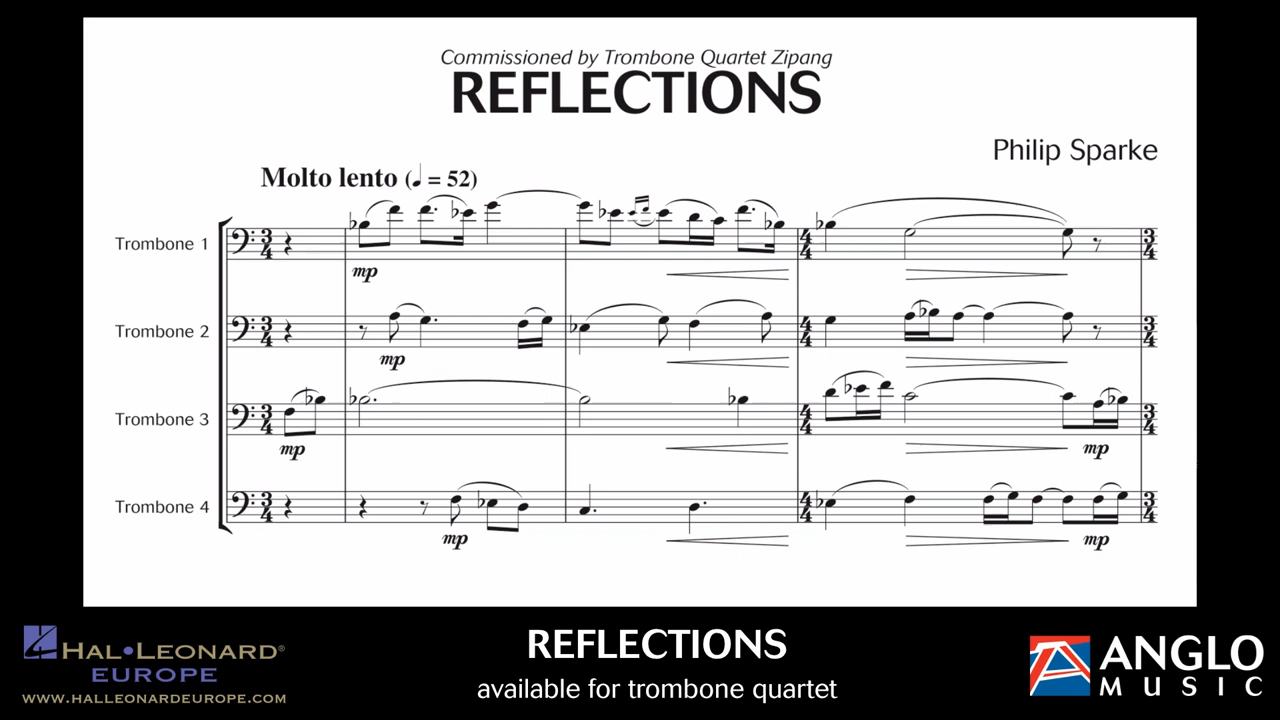 Commissioned by Trombone Quartet Zipang
REFLECTIONS
Philip Sparke
Molto lento (♩ = 52)
Trombone 1
mp
Trombone 2
mp
Trombone 3
mp
mp
Trombone 4
mp
mp
HAL•LEONARD®
EUROPE
WWW.HALLEONARDEUROPE.COM
REFLECTIONS
available for trombone quartet
ANGLO
MUSIC